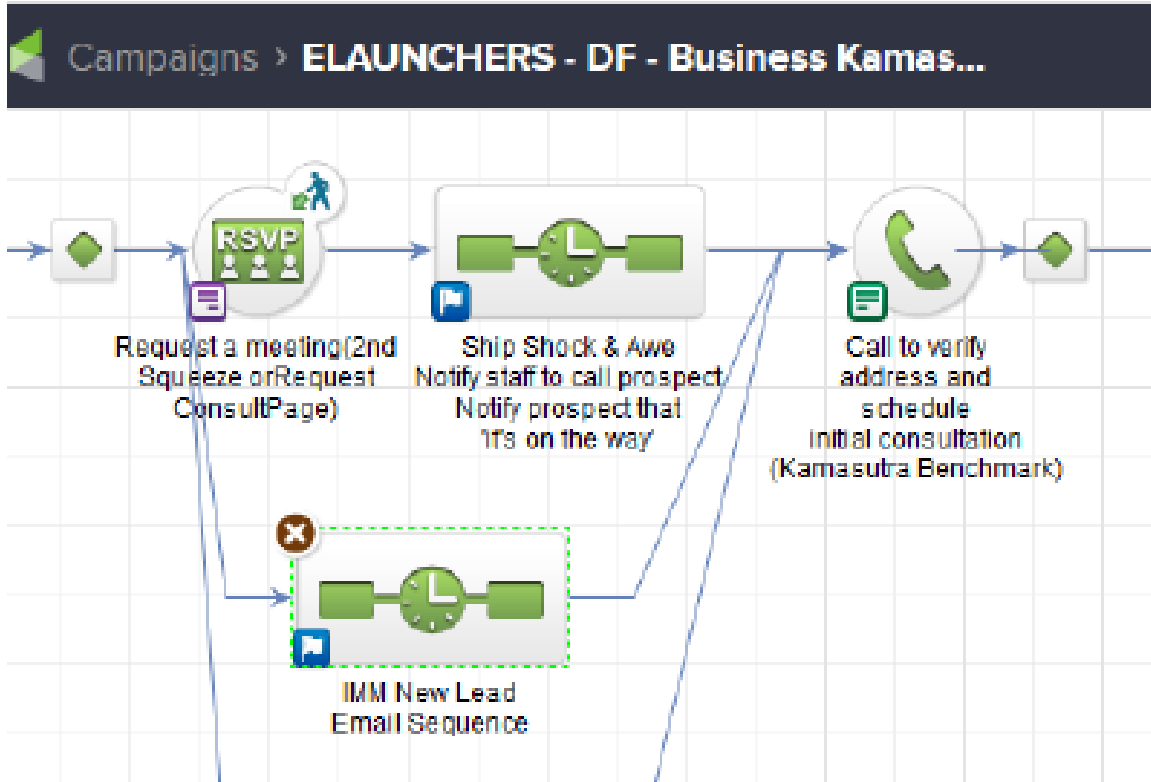 Campaigns > ELAUNCHERS - DF - Business Kamas...
RSVP
Request a meeting(2nd
Squeeze orRequest
ConsultPage)
Ship Shock & Awe
Notify staff to call prospect
Notify prospect that
'it's on the way'
Call to verify
address and
schedule
initial consultation
(Kamasutra Benchmark)
IMM New Lead
Email Sequence